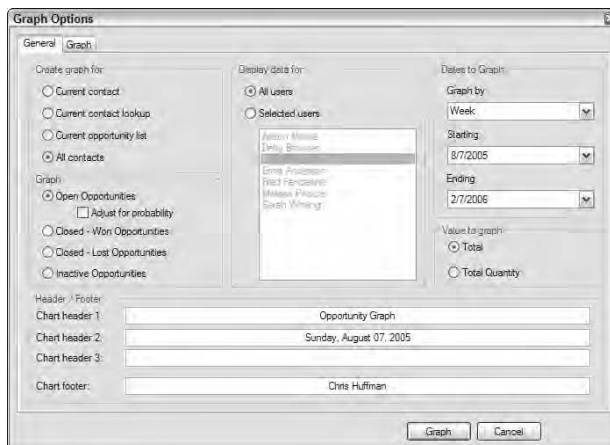 Graph Options
General
Graph
Create graph for
Current contact
Current contact lookup
Current opportunity list
All contacts
Graph
Open Opportunities
Adjust for probability
Closed - Won Opportunities
Closed - Lost Opportunities
Inactive Opportunities
Display data for
All users
Selected users
Dates to Graph
Graph by
Week
Starting
8/7/2005
Ending
2/7/2006
Value to graph
Total
Total Quantity
Header / Footer
Chart header 1
Opportunity Graph
Chart header 2:
Sunday, August 07, 2005
Chart header 3:
Chart footer:
Chris Huffman
Graph
Cancel